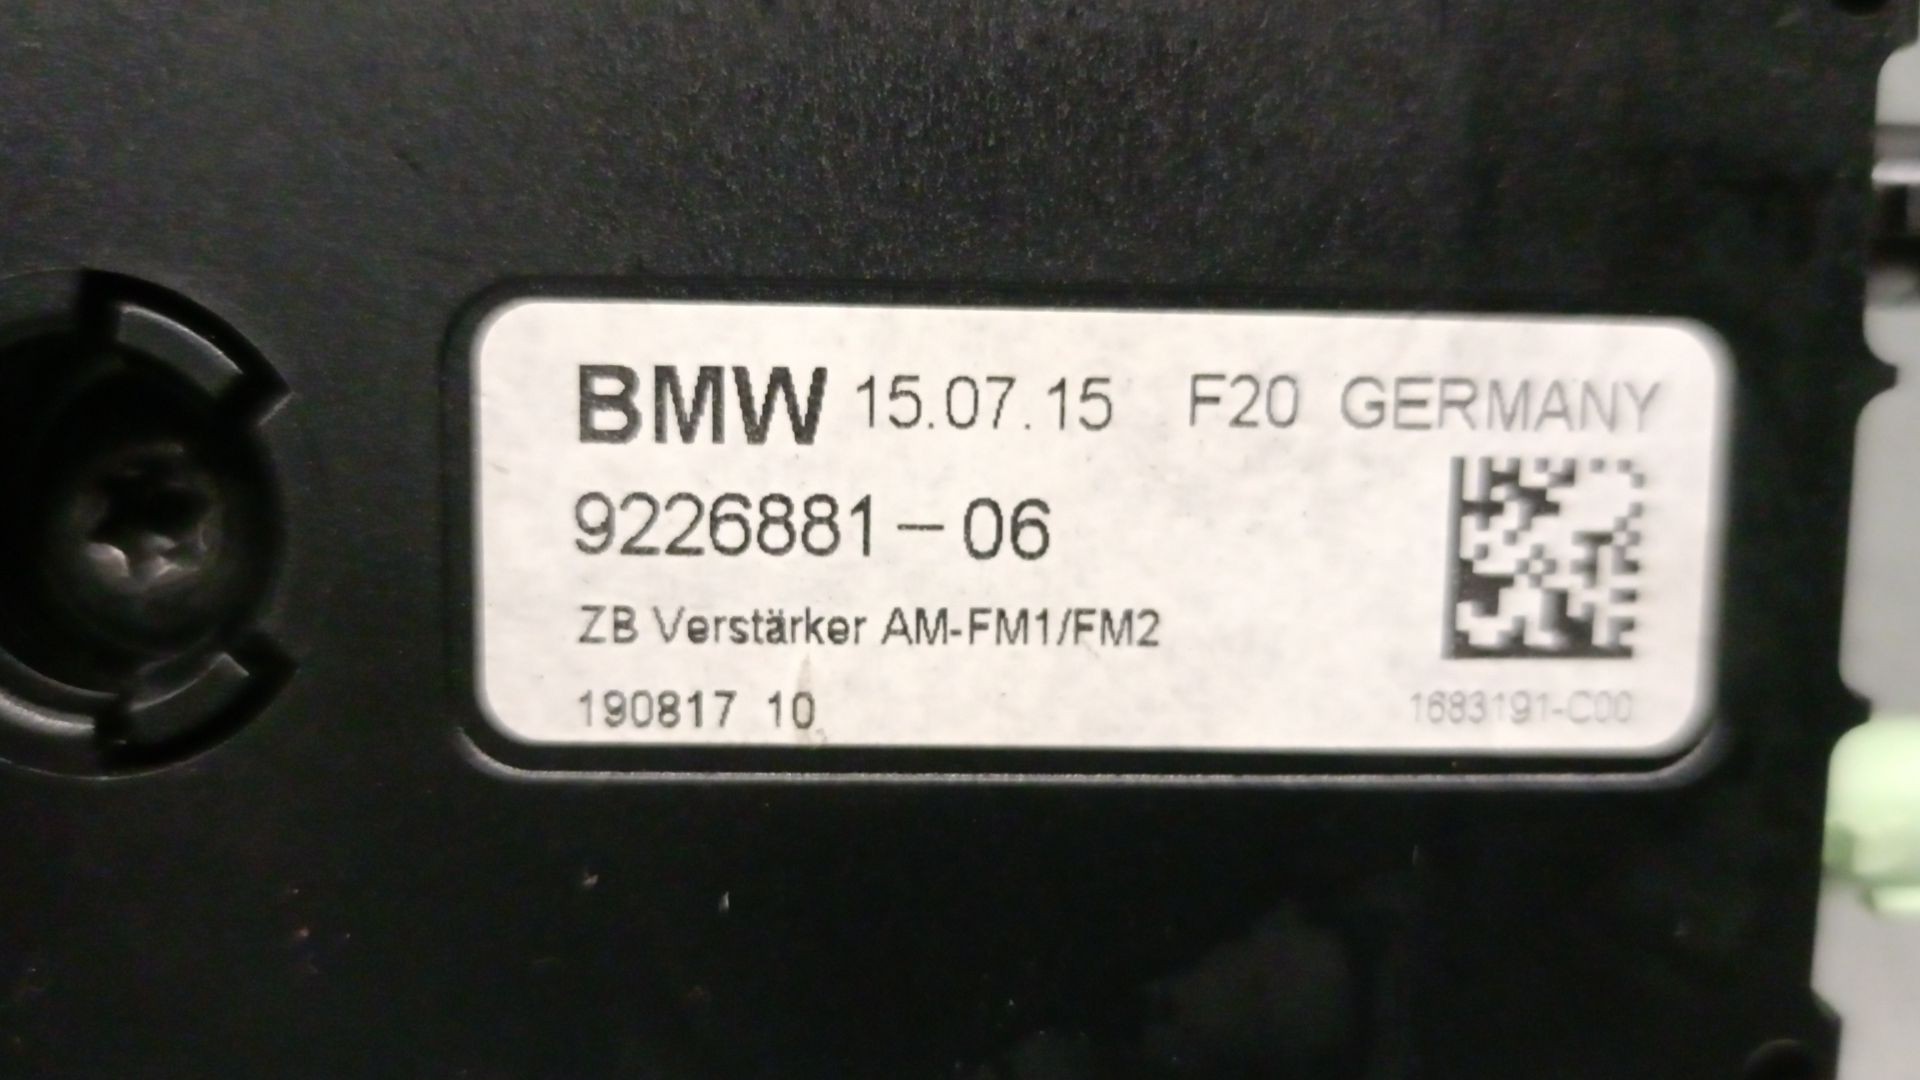 BMW 15.07.15 F20 GERMANY
9226881-06
ZB Verstärker AM-FM1/FM2
190817 10
1683191-C00